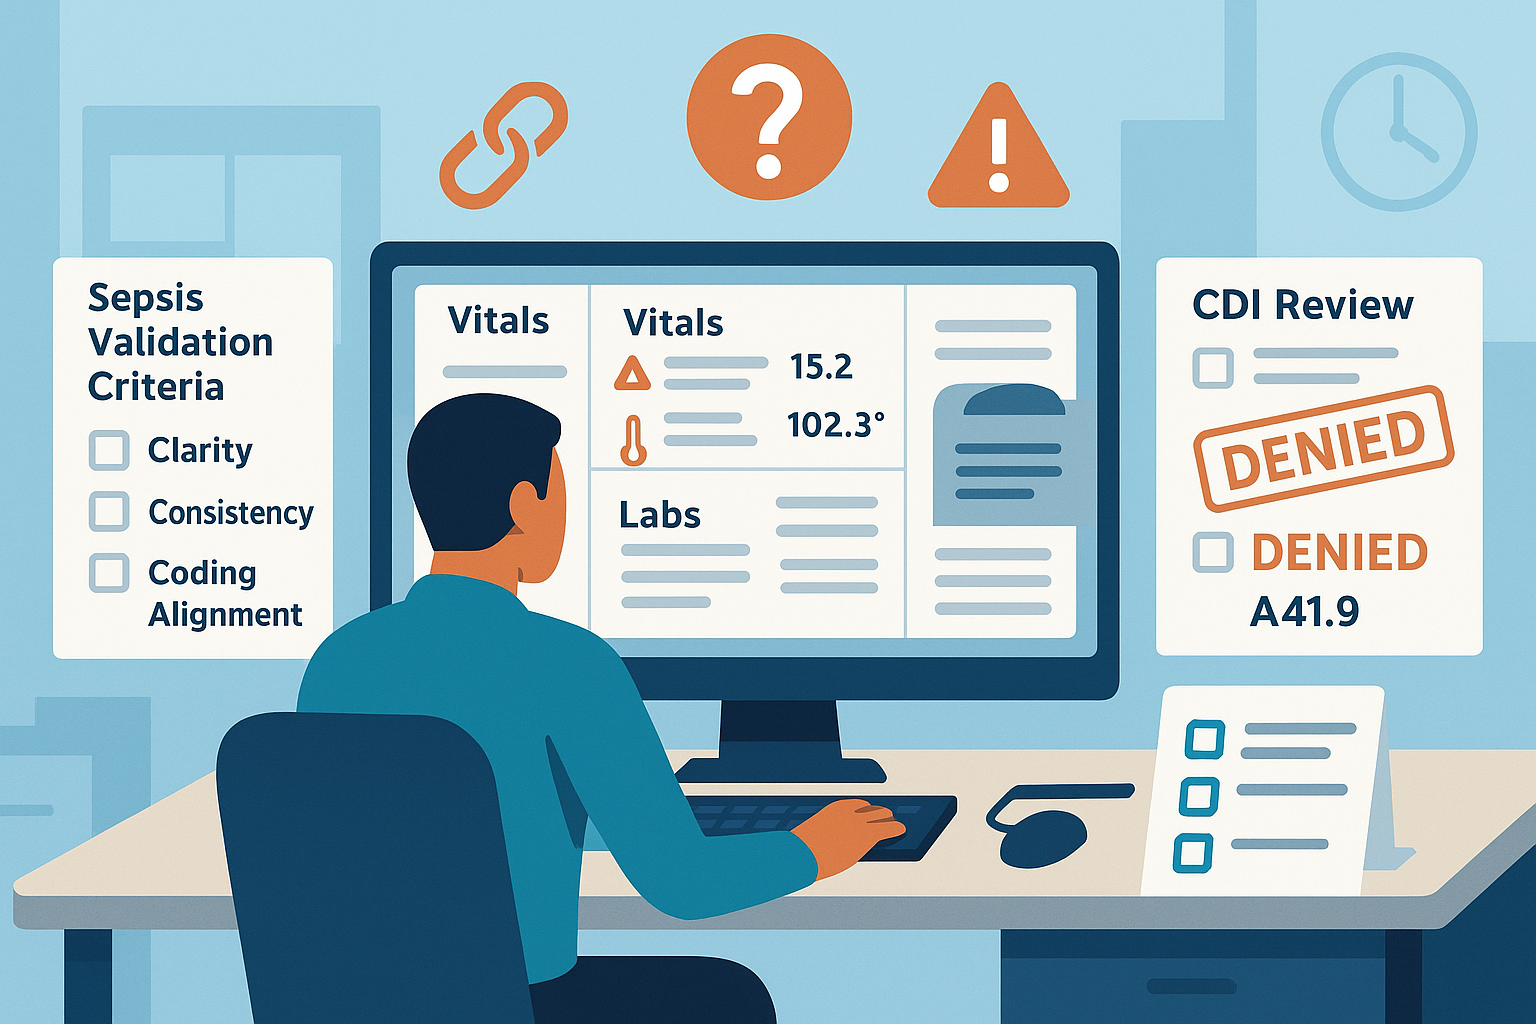 Sepsis
Validation
Criteria
Clarity
Consistency
Coding
Alignment
Vitals
Vitals
15.2
102.3°
Labs
CDI Review
DENIED
DENIED
A41.9